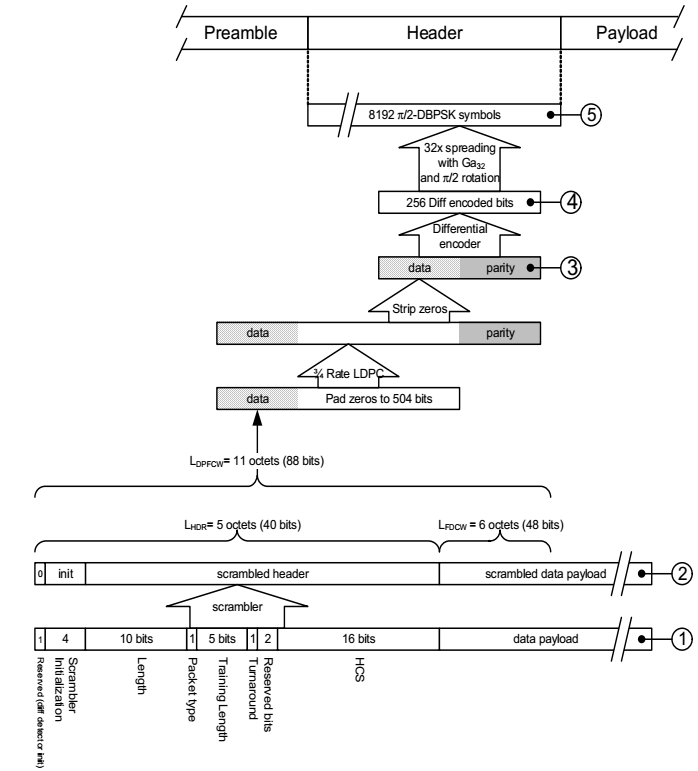 Preamble
Header
Payload
8192 π/2-DBPSK symbols
5
32x spreading
with Ga32
and π/2 rotation
256 Diff encoded bits
4
Differential
encoder
data
parity
3
Strip zeros
data
parity
¾ Rate LDPC
data
Pad zeros to 504 bits
LDPFCW= 11 octets (88 bits)
LHDR= 5 octets (40 bits)
LFDCW= 6 octets (48 bits)
0
init
scrambled header
scrambled data payload
2
scrambler
1
4
10 bits
1
5 bits
1
2
16 bits
data payload
1
Reserved (diff detector init)
Scrambler
Initialization
Length
Packet type
Training Length
Turnaround
Reserved bits
HCS